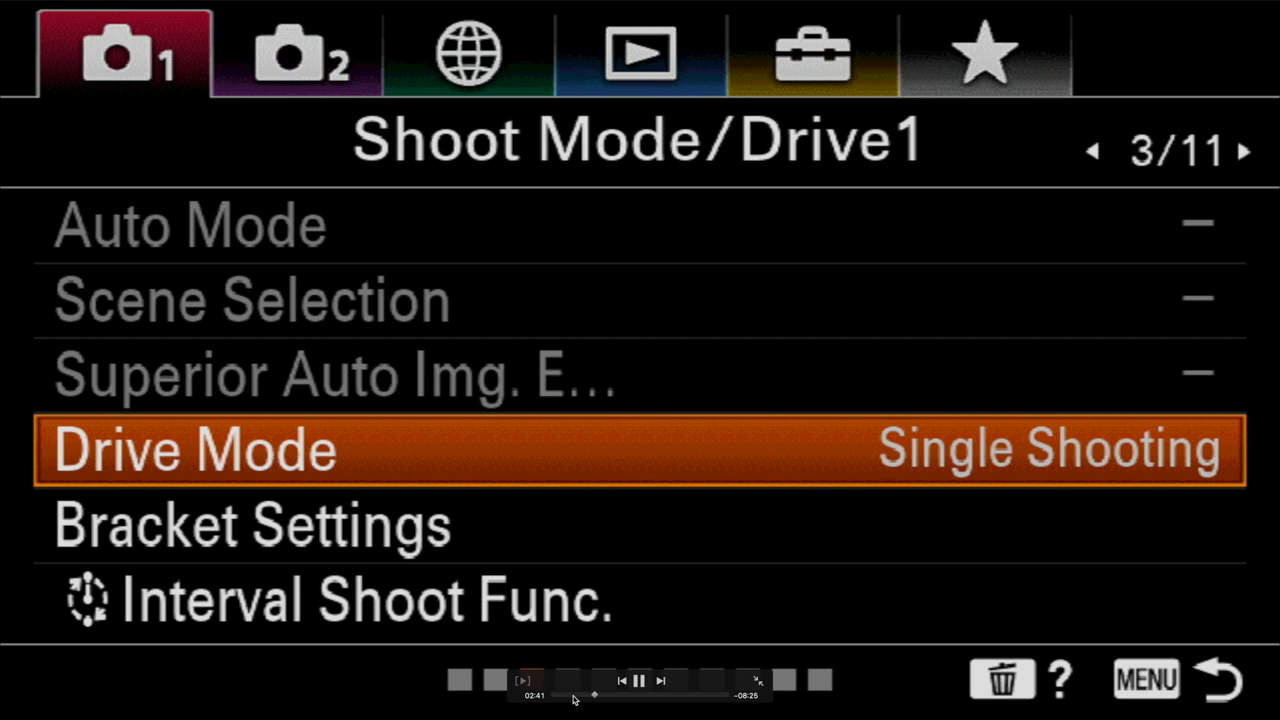 1 2
Shoot Mode/Drive1 3/11
Auto Mode –
Scene Selection –
Superior Auto Img. E... –
Drive Mode Single Shooting
Bracket Settings
Interval Shoot Func.
? MENU
02:41 -08:25